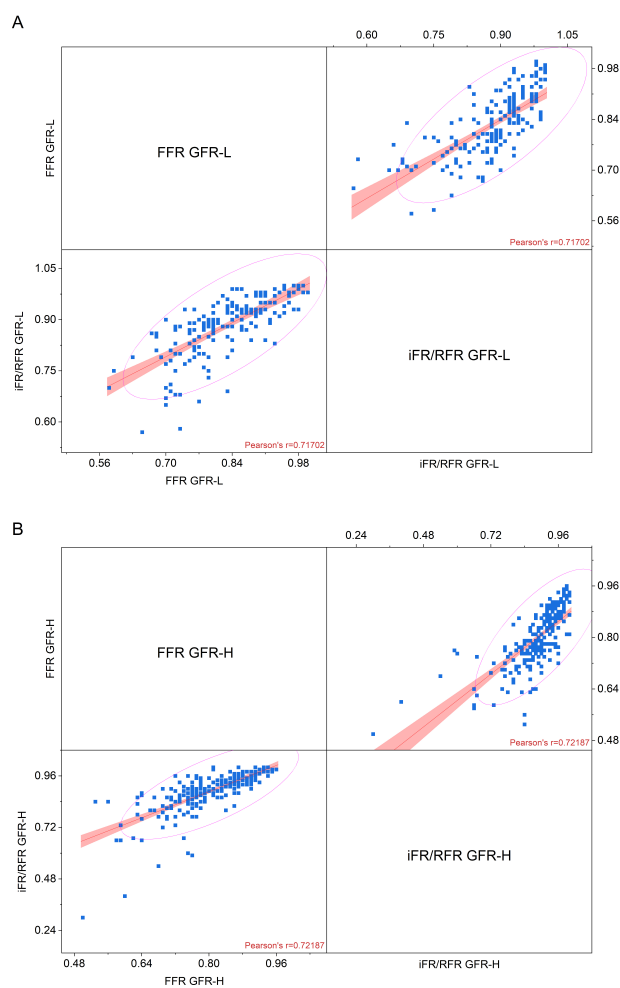 A
0.60 0.75 0.90 1.05
FFR GFR-L
FFR GFR-L
0.98
0.84
0.70
0.56
Pearson's r=0.71702
iFR/RFR GFR-L
1.05
0.90
0.75
0.60
iFR/RFR GFR-L
Pearson's r=0.71702
0.56 0.70 0.84 0.98
FFR GFR-L
iFR/RFR GFR-L
B
0.24 0.48 0.72 0.96
FFR GFR-H
FFR GFR-H
0.96
0.80
0.64
0.48
Pearson's r=0.72187
iFR/RFR GFR-H
0.96
0.72
0.48
0.24
iFR/RFR GFR-H
Pearson's r=0.72187
0.48 0.64 0.80 0.96
FFR GFR-H
iFR/RFR GFR-H